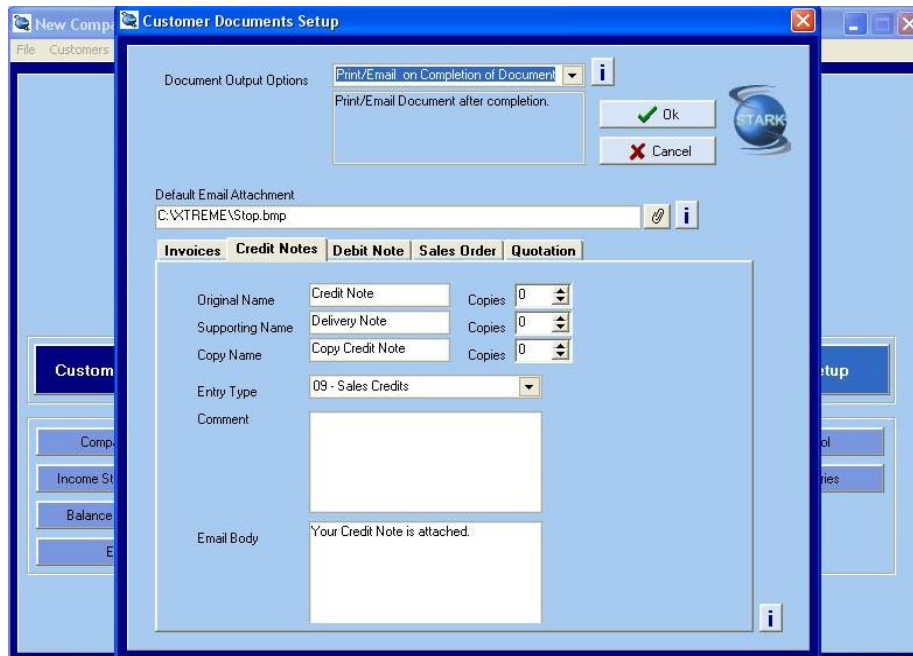 New Compa
Customer Documents Setup
File Customers
Document Output Options
Print/Email on Completion of Document
i
Print/Email Document after completion.
Ok
Cancel
STARK
Default Email Attachment
C:\XTREME\Stop.bmp
i
Invoices Credit Notes Debit Note Sales Order Quotation
Original Name Credit Note Copies 0
Supporting Name Delivery Note Copies 0
Copy Name Copy Credit Note Copies 0
Entry Type 09 - Sales Credits
Comment
Email Body
Your Credit Note is attached.
i
Custom
Compa
Income St
Balance
E
etup
ol
ries